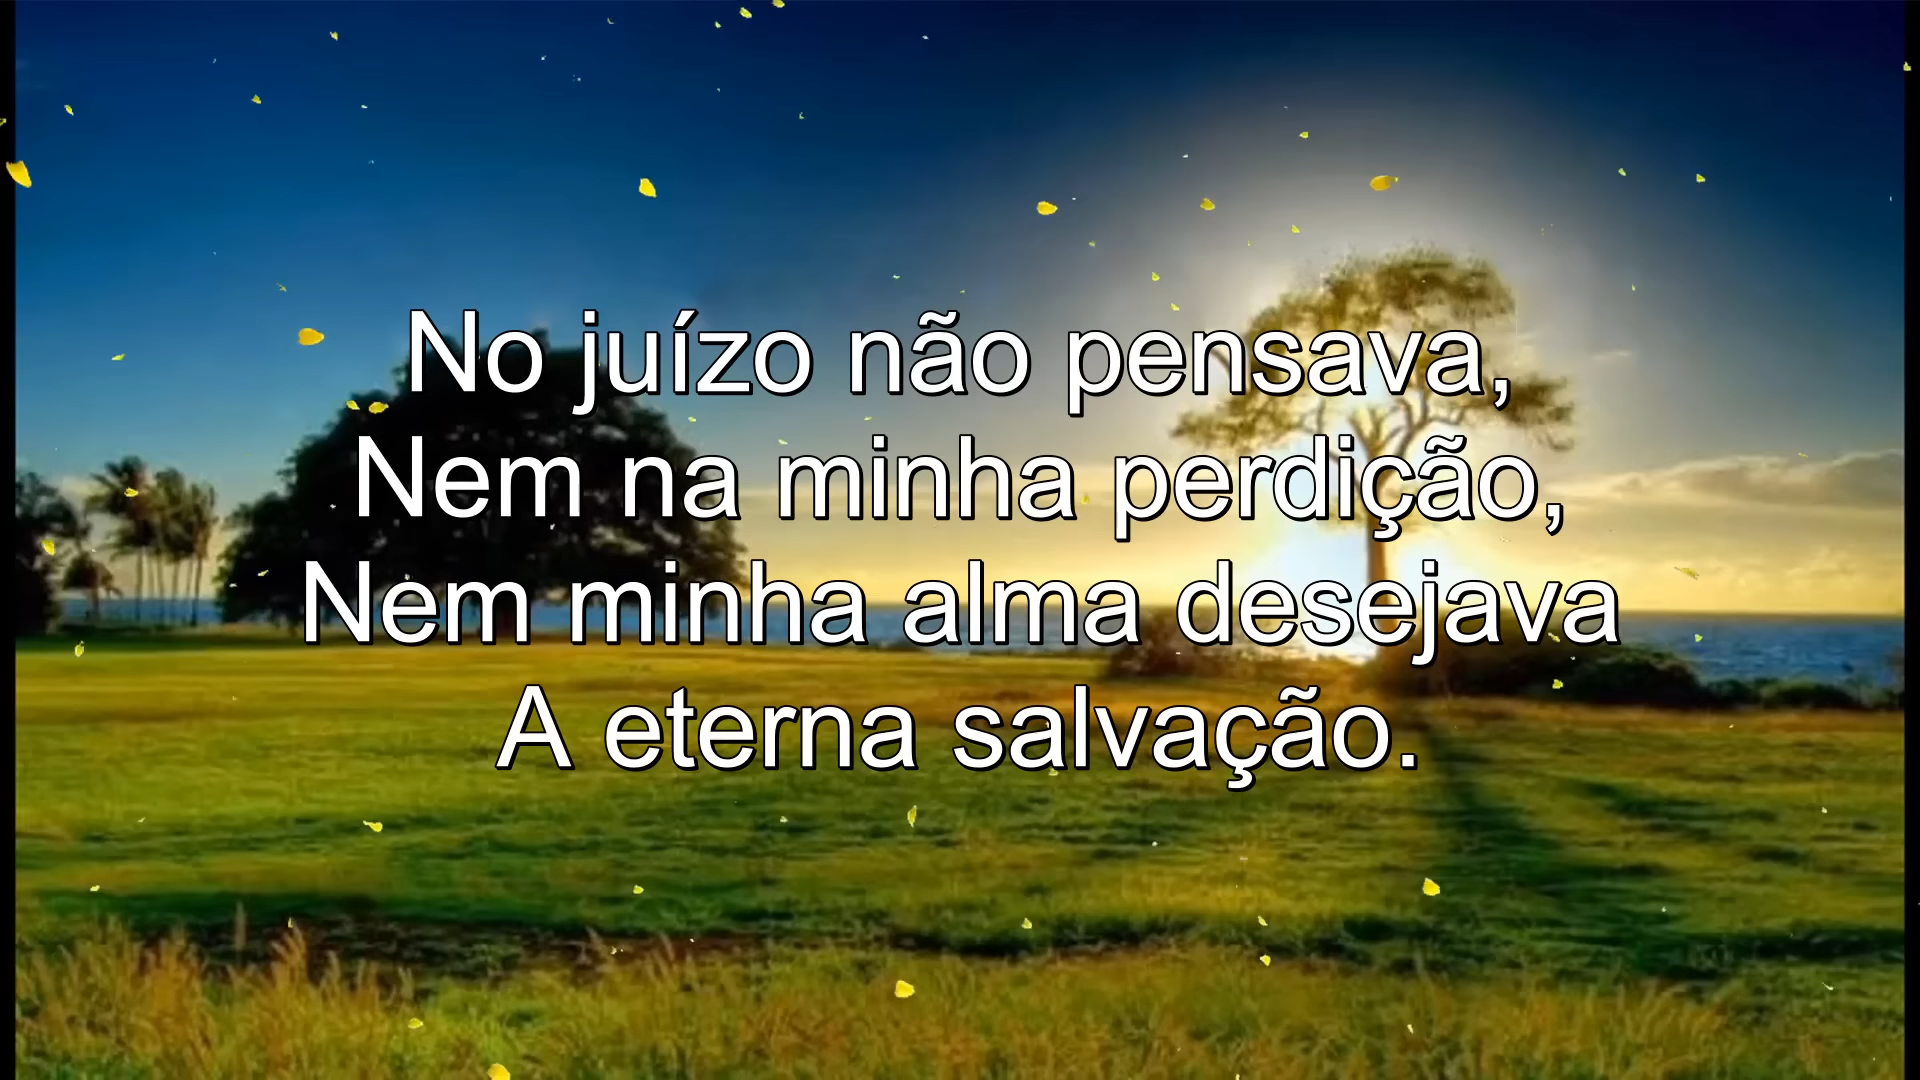 No juízo não pensava,
Nem na minha perdição,
Nem minha alma desejava
A eterna salvação.